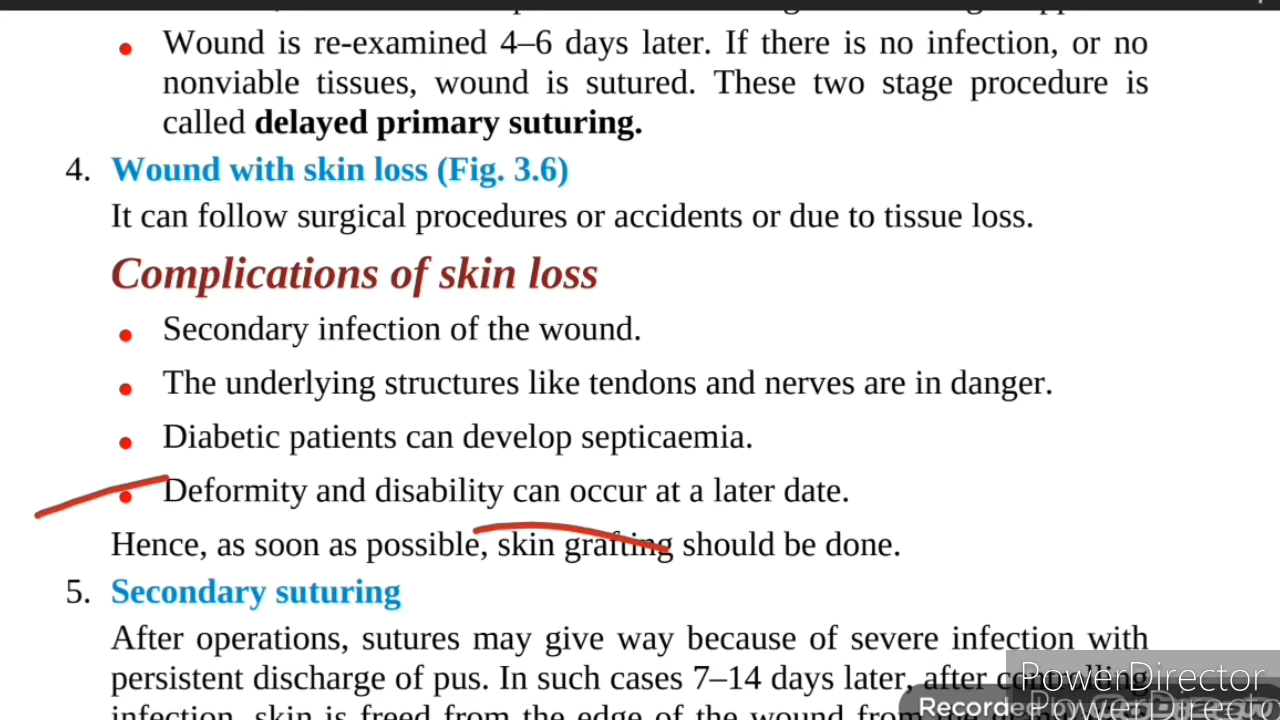 Wound is re-examined 4–6 days later. If there is no infection, or no
nonviable tissues, wound is sutured. These two stage procedure is
called delayed primary suturing.
4. Wound with skin loss (Fig. 3.6)
It can follow surgical procedures or accidents or due to tissue loss.
Complications of skin loss
Secondary infection of the wound.
The underlying structures like tendons and nerves are in danger.
Diabetic patients can develop septicaemia.
Deformity and disability can occur at a later date.
Hence, as soon as possible, skin grafting should be done.
5. Secondary suturing
After operations, sutures may give way because of severe infection with
persistent discharge of pus. In such cases 7–14 days later, after controlling
infection, skin is freed from the edge of the wound from
PowerDirector
Recorded
PowerDirector